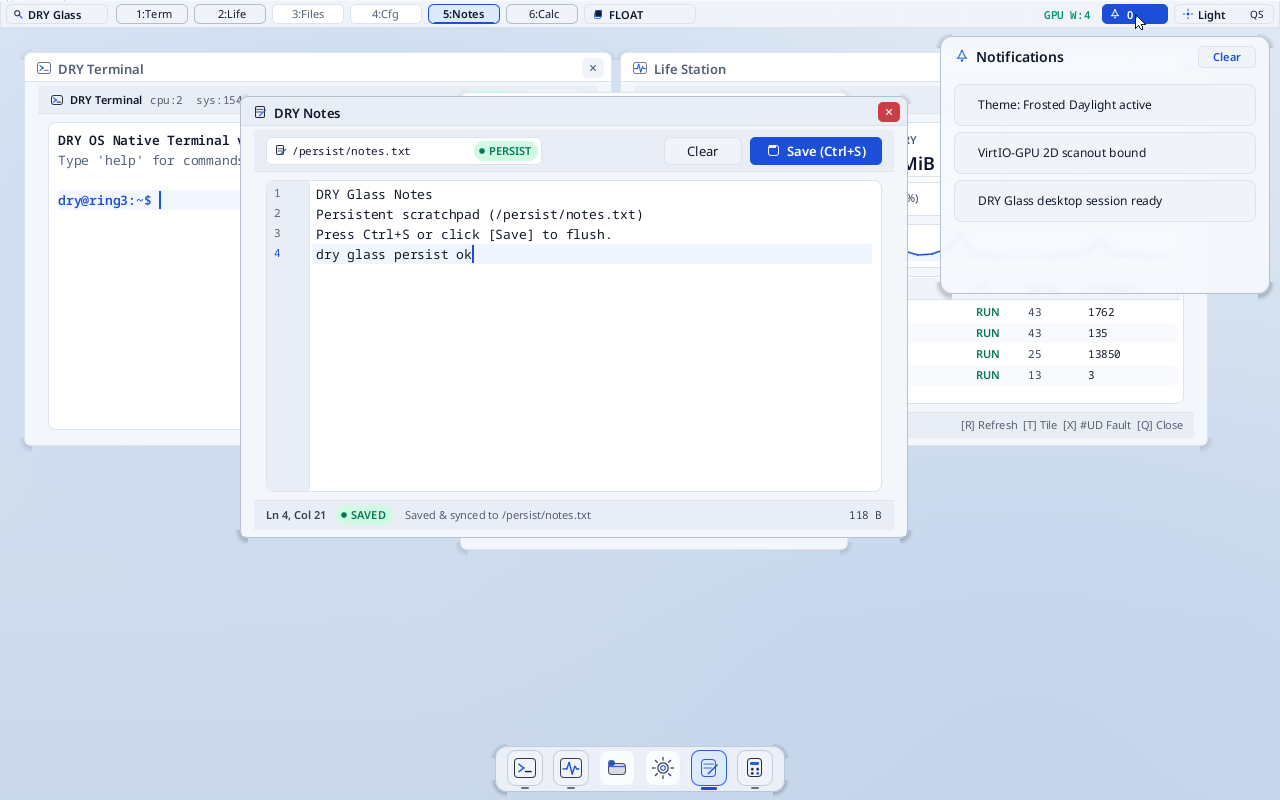 DRY Glass 1:Term 2:Life 3:Files 4:Cfg 5:Notes 6:Calc FLOAT GPU W:4 0 Light QS
DRY Terminal ×
DRY Terminal cpu:2 sys:154
DRY OS Native Terminal
Type 'help' for commands
dry@ring3:~$
Life Station
MiB
%)
RUN 43 1762
RUN 43 135
RUN 25 13850
RUN 13 3
[R] Refresh [T] Tile [X] #UD Fault [Q] Close
DRY Notes ×
/persist/notes.txt PERSIST Clear Save (Ctrl+S)
1 DRY Glass Notes
2 Persistent scratchpad (/persist/notes.txt)
3 Press Ctrl+S or click [Save] to flush.
4 dry glass persist ok
Ln 4, Col 21 SAVED Saved & synced to /persist/notes.txt 118 B
Notifications Clear
Theme: Frosted Daylight active
VirtIO-GPU 2D scanout bound
DRY Glass desktop session ready